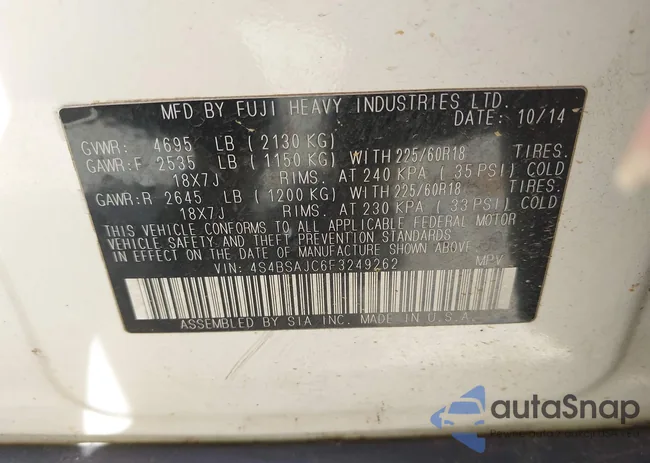 MFD BY FUJI HEAVY INDUSTRIES LTD.
DATE: 10/14
GVWR: 4695 LB (2130 KG)
GAWR:F 2535 LB (1150 KG) WITH 225/60R18 TIRES.
18X7J RIMS. AT 240 KPA ( 35 PSI) COLD
GAWR:R 2645 LB (1200 KG) WITH 225/60R18 TIRES.
18X7J RIMS. AT 230 KPA ( 33 PSI) COLD
THIS VEHICLE CONFORMS TO ALL APPLICABLE FEDERAL MOTOR
VEHICLE SAFETY AND THEFT PREVENTION STANDARDS IN
EFFECT ON THE DATE OF MANUFACTURE SHOWN ABOVE.
VIN: 4S4BSAJC6F3249262 MPV
ASSEMBLED BY SIA INC. MADE IN U.S.A.
autaSnap
Pewne auta z aukcji z USA